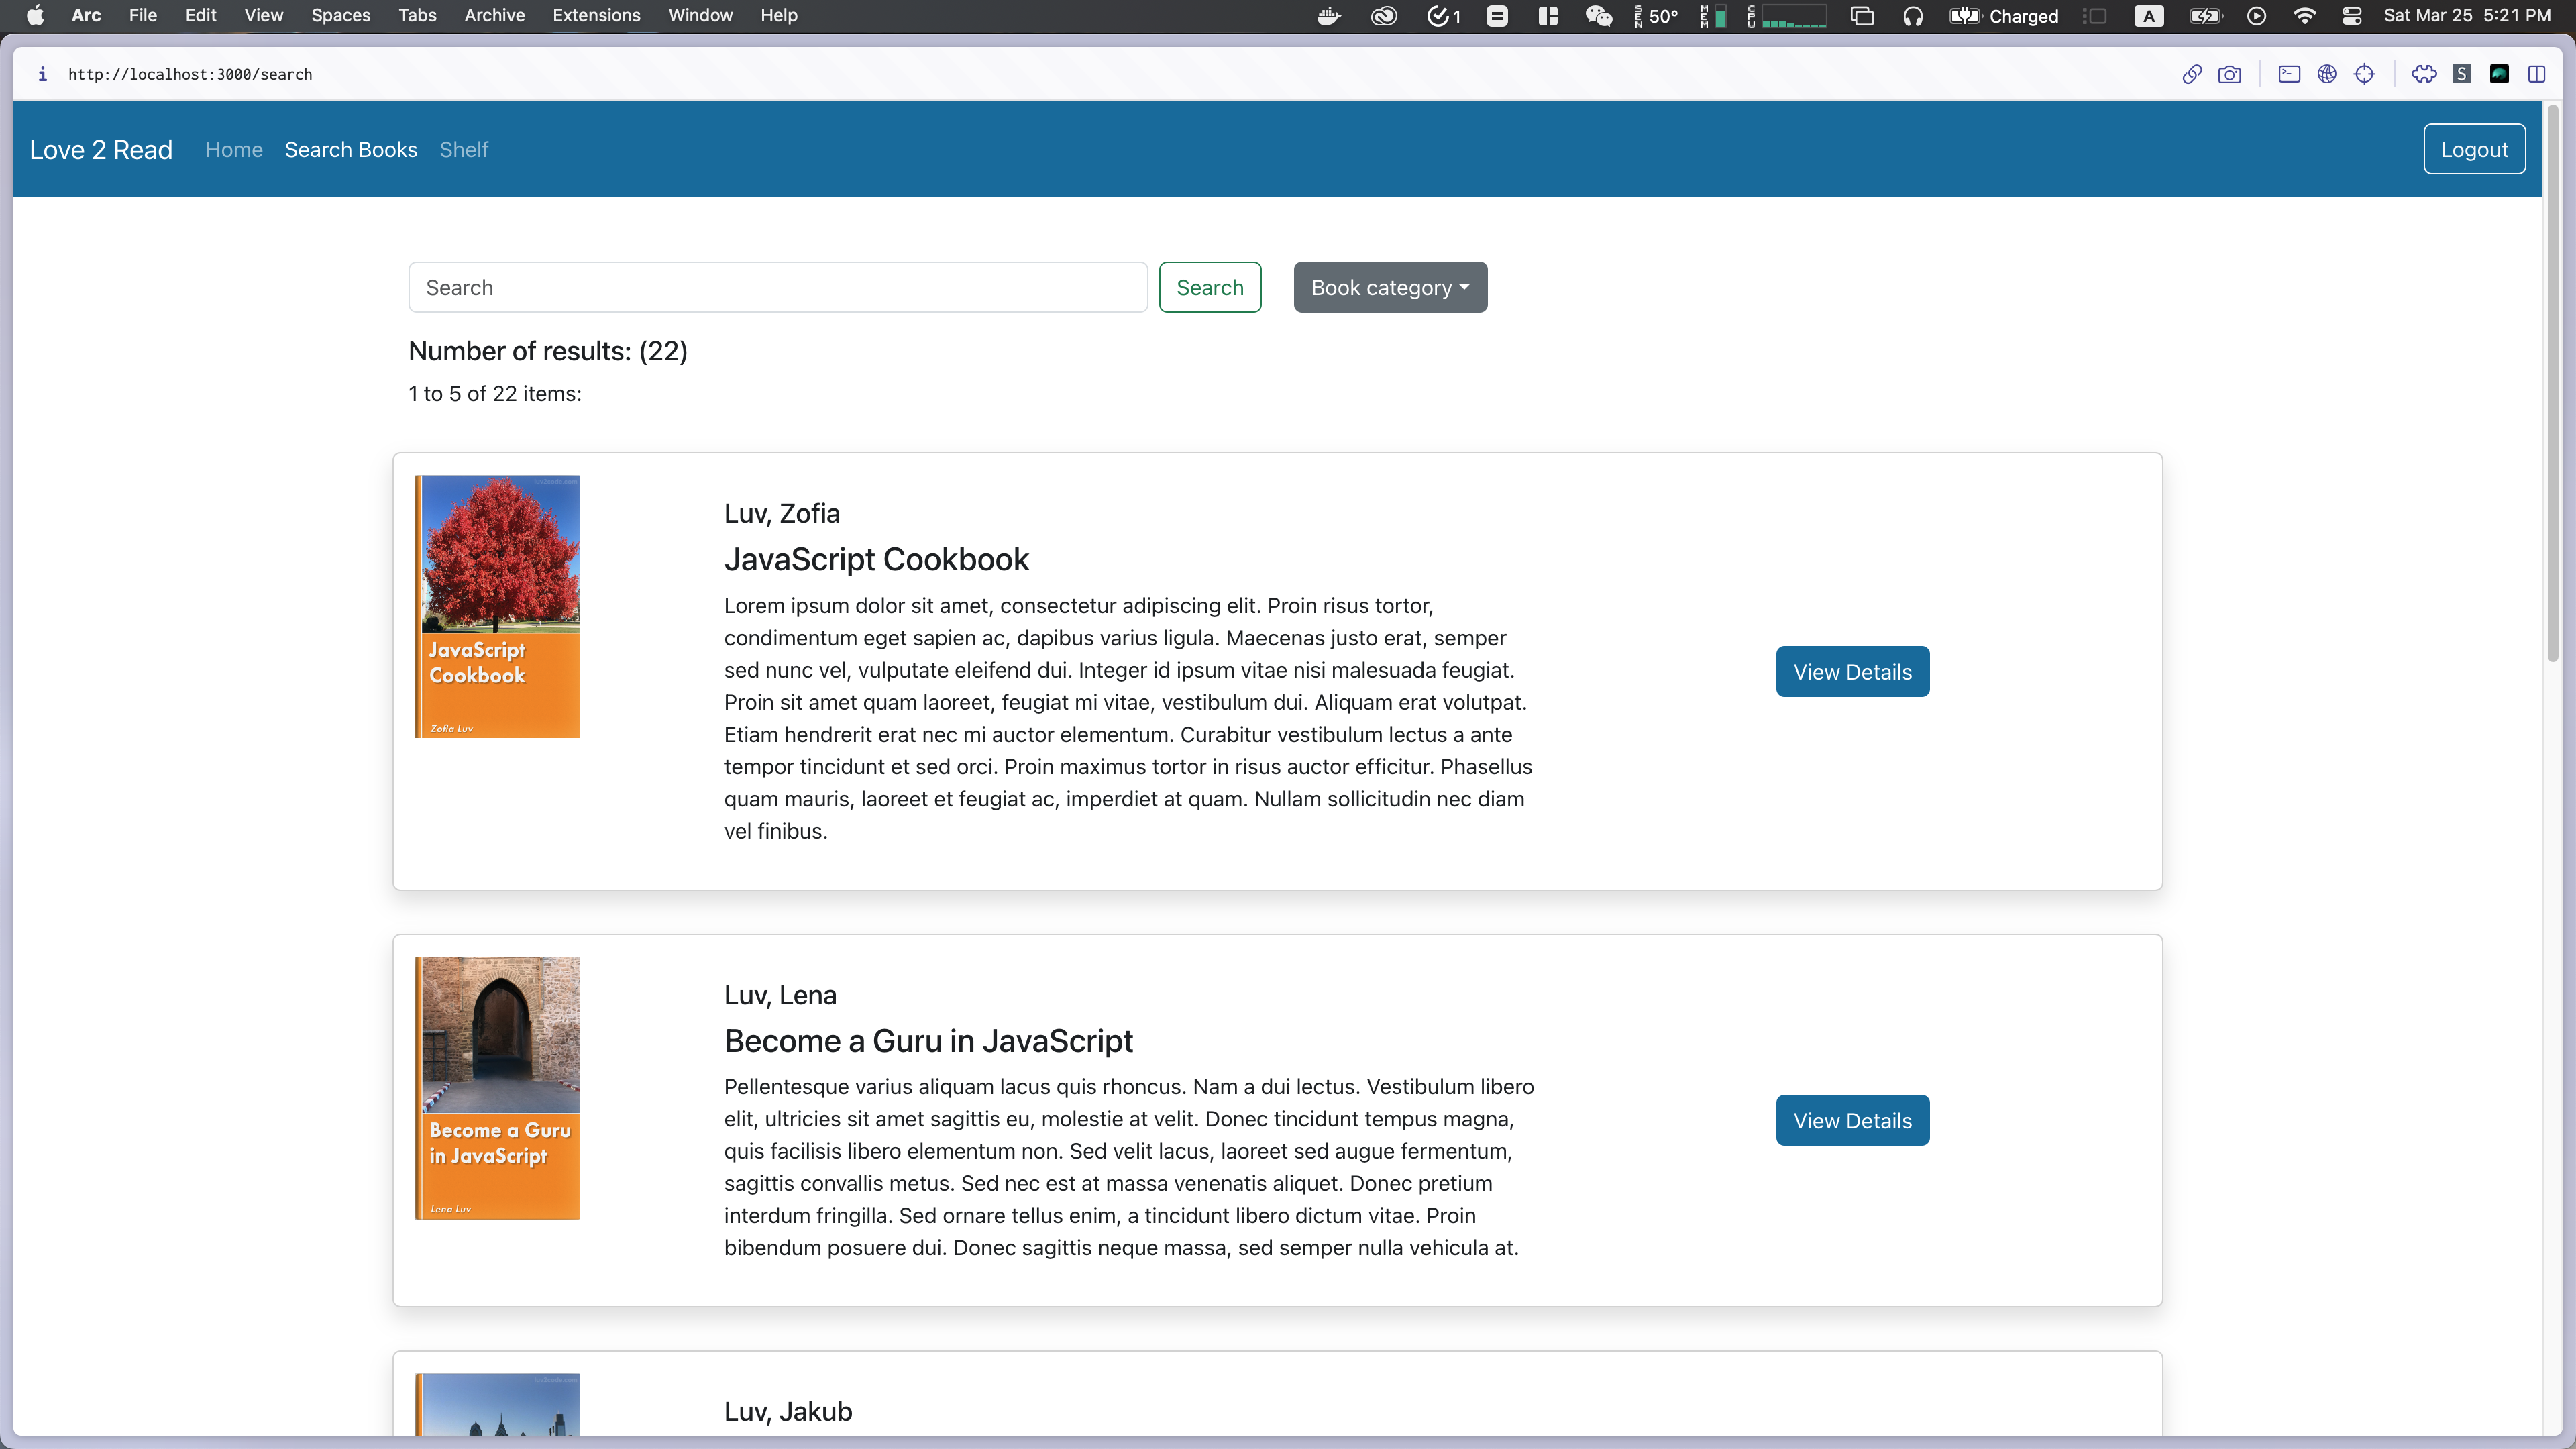 Arc File Edit View Spaces Tabs Archive Extensions Window Help 1 SEN 50° MEM CPU Charged A Sat Mar 25 5:21 PM
i http://localhost:3000/search S
Love 2 Read Home Search Books Shelf Logout
Search Search Book category
Number of results: (22)
1 to 5 of 22 items:
luv2code.com
JavaScript
Cookbook
Zofia Luv
Luv, Zofia
JavaScript Cookbook
Lorem ipsum dolor sit amet, consectetur adipiscing elit. Proin risus tortor,
condimentum eget sapien ac, dapibus varius ligula. Maecenas justo erat, semper
sed nunc vel, vulputate eleifend dui. Integer id ipsum vitae nisi malesuada feugiat.
Proin sit amet quam laoreet, feugiat mi vitae, vestibulum dui. Aliquam erat volutpat.
Etiam hendrerit erat nec mi auctor elementum. Curabitur vestibulum lectus a ante
tempor tincidunt et sed orci. Proin maximus tortor in risus auctor efficitur. Phasellus
quam mauris, laoreet et feugiat ac, imperdiet at quam. Nullam sollicitudin nec diam
vel finibus.
View Details
Become a Guru
in JavaScript
Lena Luv
Luv, Lena
Become a Guru in JavaScript
Pellentesque varius aliquam lacus quis rhoncus. Nam a dui lectus. Vestibulum libero
elit, ultricies sit amet sagittis eu, molestie at velit. Donec tincidunt tempus magna,
quis facilisis libero elementum non. Sed velit lacus, laoreet sed augue fermentum,
sagittis convallis metus. Sed nec est at massa venenatis aliquet. Donec pretium
interdum fringilla. Sed ornare tellus enim, a tincidunt libero dictum vitae. Proin
bibendum posuere dui. Donec sagittis neque massa, sed semper nulla vehicula at.
View Details
luv2code.com
Luv, Jakub